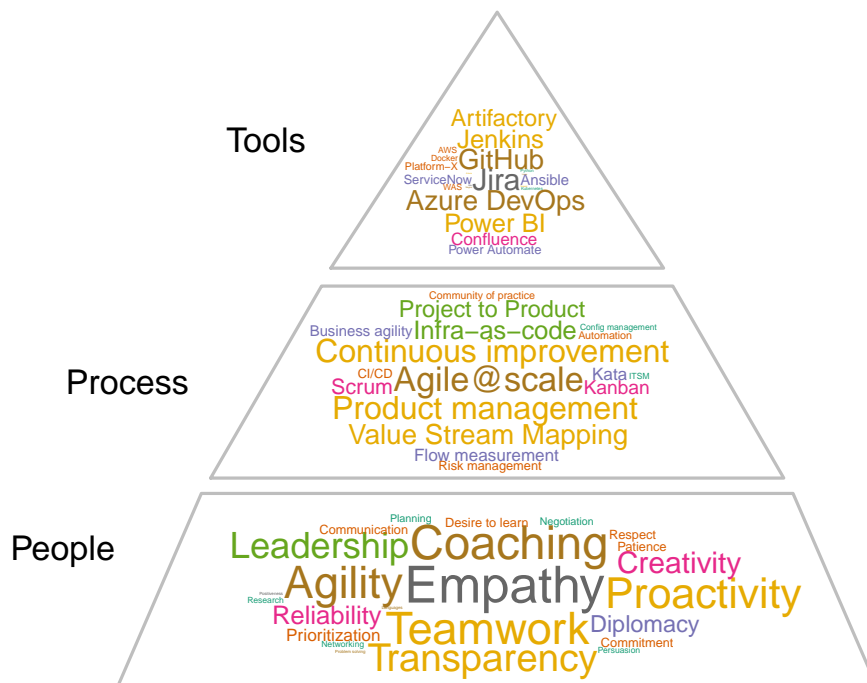 Tools
Artifactory
Jenkins
AWS
Docker
GitHub
Platform-X
ServiceNow
Jira
Ansible
WAS
Azure DevOps
Power BI
Confluence
Power Automate
Process
Community of practice
Project to Product
Business agility
Infra-as-code
Config management
Automation
Continuous improvement
CI/CD
Agile@scale
Kata
ITSM
Scrum
Kanban
Product management
Value Stream Mapping
Flow measurement
Risk management
People
Planning
Communication
Desire to learn
Negotiation
Leadership
Coaching
Respect
Patience
Creativity
Agility
Empathy
Proactivity
Research
Reliability
Teamwork
Diplomacy
Prioritization
Commitment
Networking
Persuasion
Problem solving
Transparency